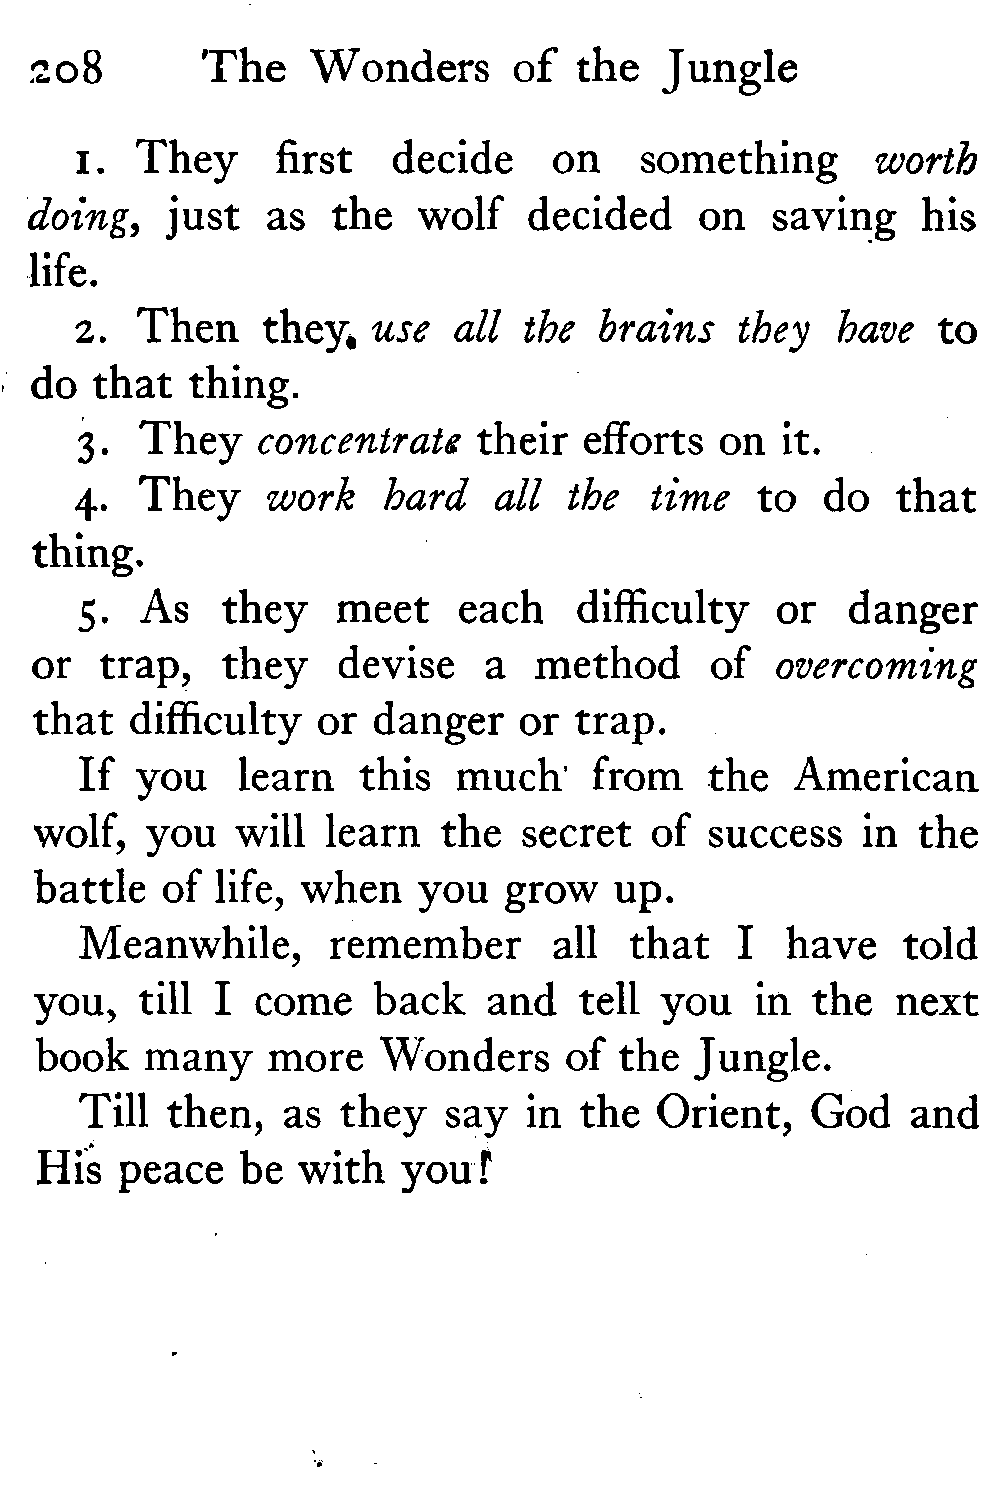 208 The Wonders of the Jungle
1. They first decide on something worth
doing, just as the wolf decided on saving his
life.
2. Then they use all the brains they have to
do that thing.
3. They concentrate their efforts on it.
4. They work hard all the time to do that
thing.
5. As they meet each difficulty or danger
or trap, they devise a method of overcoming
that difficulty or danger or trap.
If you learn this much from the American
wolf, you will learn the secret of success in the
battle of life, when you grow up.
Meanwhile, remember all that I have told
you, till I come back and tell you in the next
book many more Wonders of the Jungle.
Till then, as they say in the Orient, God and
His peace be with you!